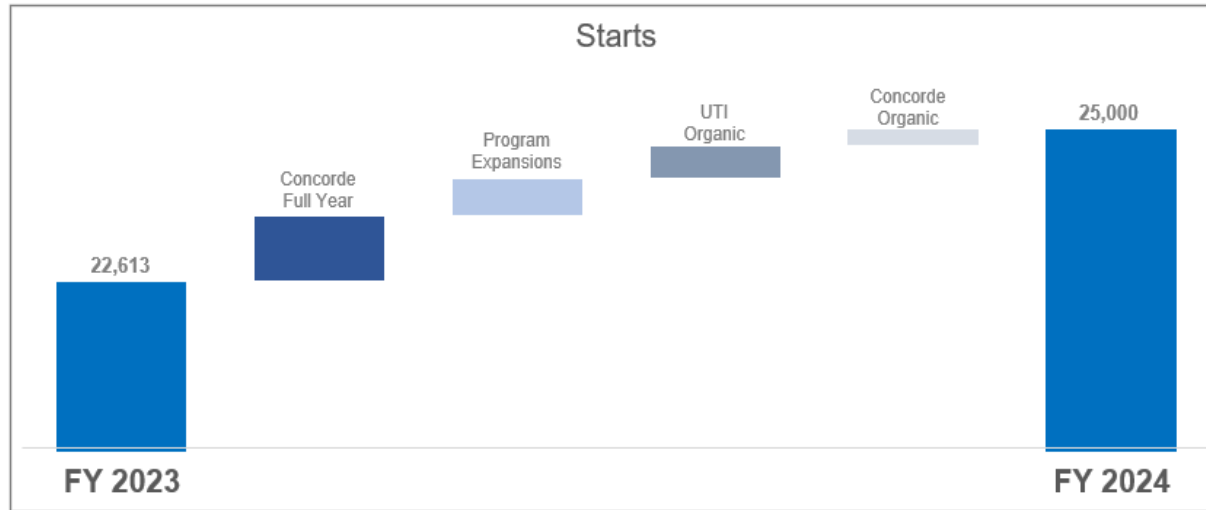 Starts
22,613
Concorde
Full Year
Program
Expansions
UTI
Organic
Concorde
Organic
25,000
FY 2023
FY 2024